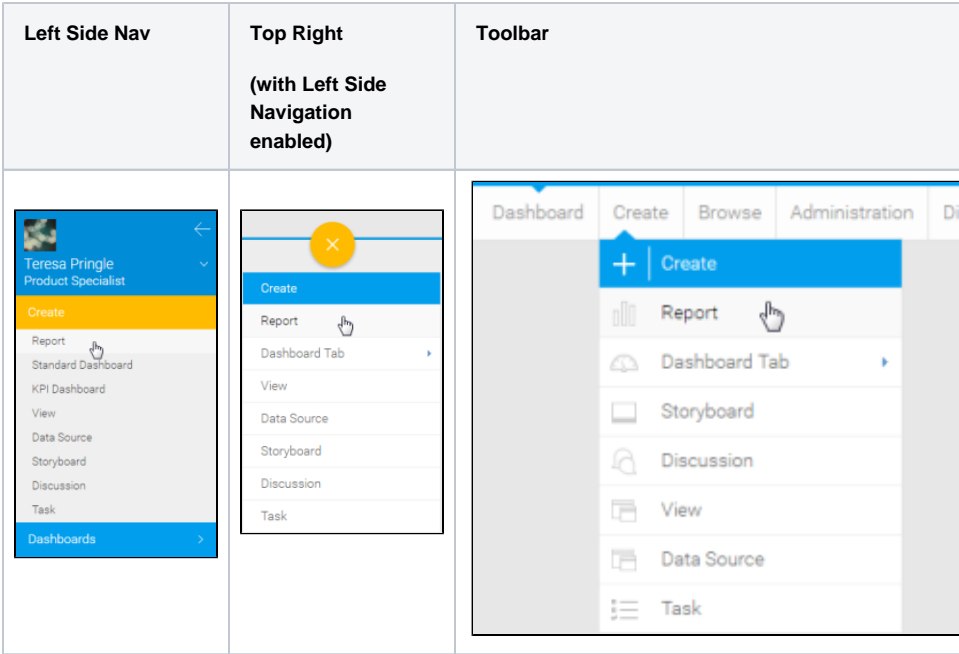 Left Side Nav
Top Right
(with Left Side
Navigation
enabled)
Toolbar
Teresa Pringle
Product Specialist
Create
Report
Standard Dashboard
KPI Dashboard
View
Data Source
Storyboard
Discussion
Task
Dashboards
Create
Report
Dashboard Tab
View
Data Source
Storyboard
Discussion
Task
Dashboard Create Browse Administration Di
Create
Report
Dashboard Tab
Storyboard
Discussion
View
Data Source
Task